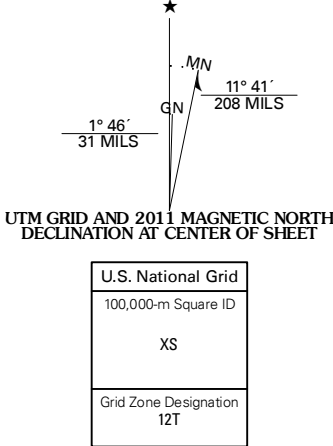 ★
MN
11° 41´
208 MILS
GN
1° 46´
31 MILS
UTM GRID AND 2011 MAGNETIC NORTH
DECLINATION AT CENTER OF SHEET
U.S. National Grid
100,000-m Square ID
XS
Grid Zone Designation
12T